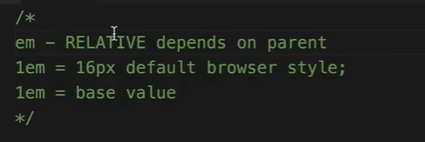 /*
em - RELATIVE depends on parent
1em = 16px default browser style;
1em = base value
*/